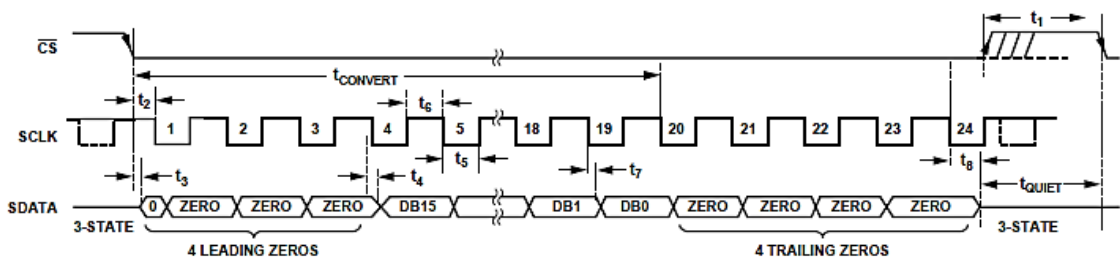 t1
CS
tCONVERT
t2
t6
SCLK
1 2 3 4 5 18 19 20 21 22 23 24
t5
t7
t8
t3
t4
tQUIET
SDATA
0 ZERO ZERO ZERO DB15 DB1 DB0 ZERO ZERO ZERO ZERO
3-STATE 3-STATE
4 LEADING ZEROS 4 TRAILING ZEROS